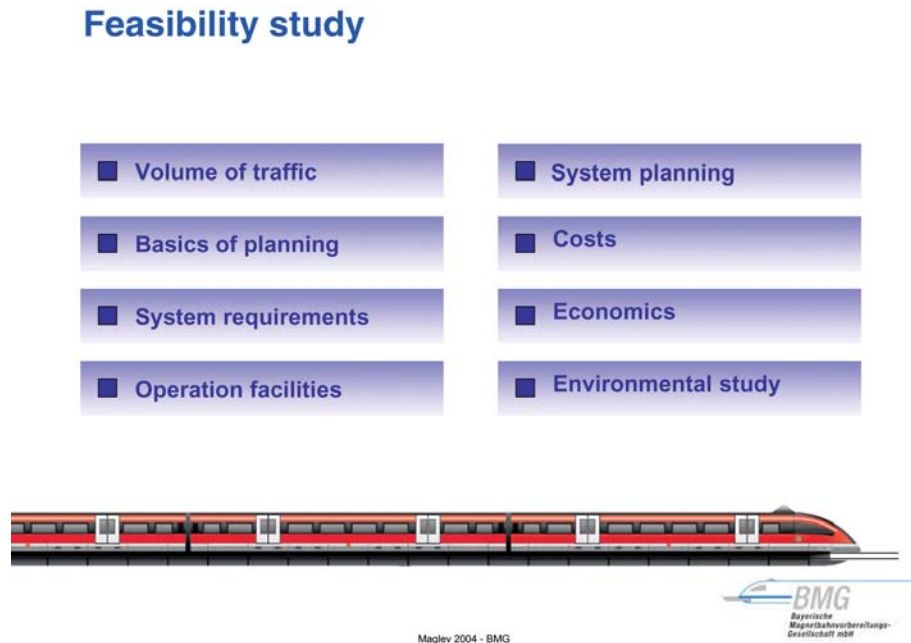 Feasibility study
Volume of traffic
Basics of planning
System requirements
Operation facilities
System planning
Costs
Economics
Environmental study
BMG
Bayerische
Magnetbahnvorbereitungs-
Gesellschaft mbH
Maglev 2004 - BMG